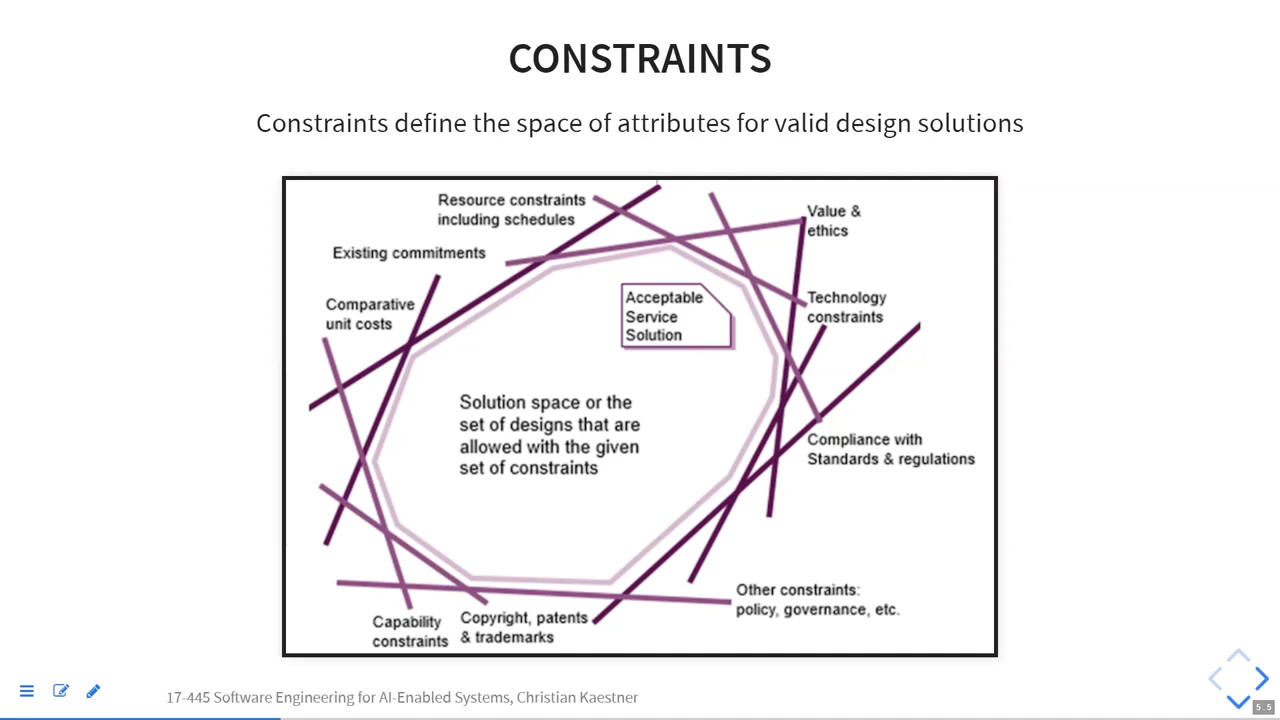 CONSTRAINTS
Constraints define the space of attributes for valid design solutions
Resource constraints
including schedules
Value &
ethics
Existing commitments
Comparative
unit costs
Acceptable
Service
Solution
Technology
constraints
Solution space or the
set of designs that are
allowed with the given
set of constraints
Compliance with
Standards & regulations
Other constraints:
policy, governance, etc.
Capability
constraints
Copyright, patents
& trademarks
17-445 Software Engineering for AI-Enabled Systems, Christian Kaestner
5.5